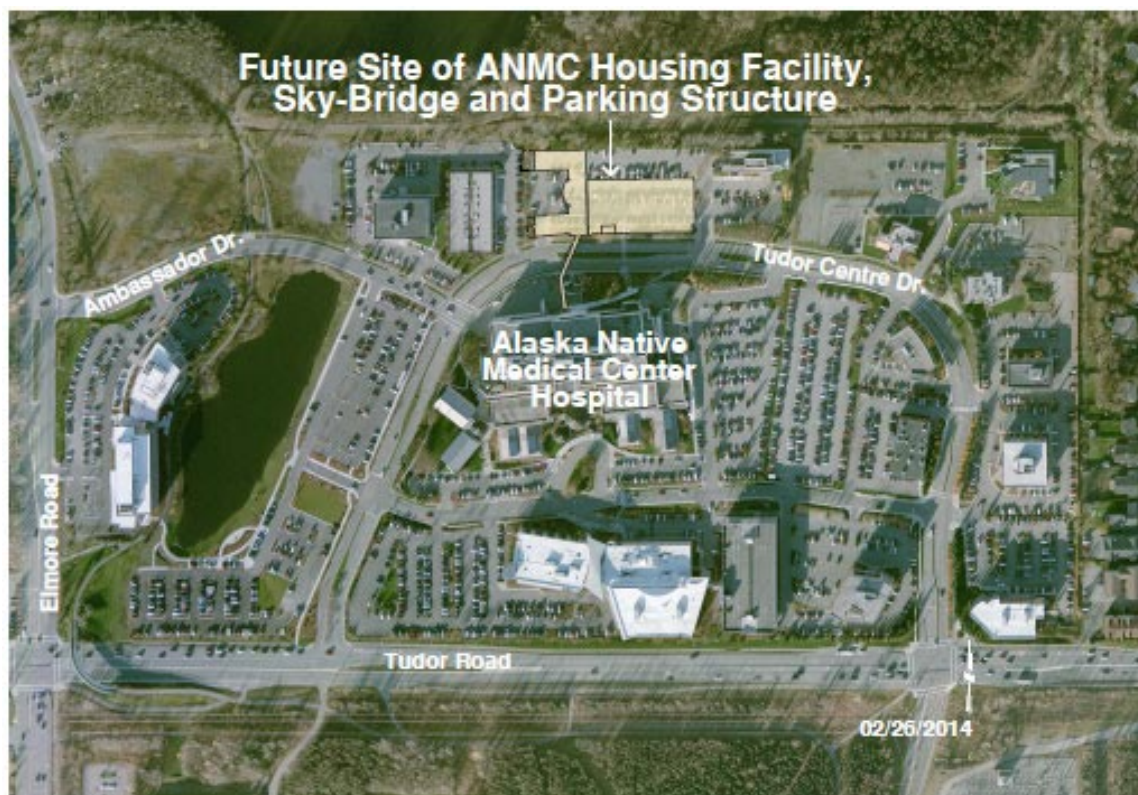 Future Site of ANMC Housing Facility,
Sky-Bridge and Parking Structure
Ambassador Dr.
Tudor Centre Dr.
Alaska Native
Medical Center
Hospital
Elmore Road
Tudor Road
02/26/2014